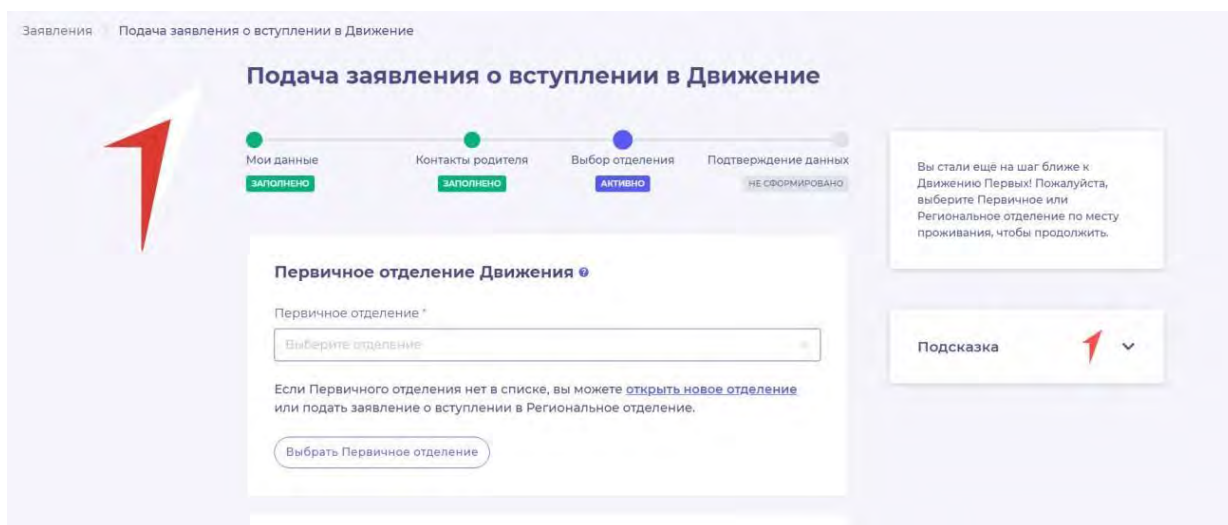 Заявления Подача заявления о вступлении в Движение
Подача заявления о вступлении в Движение
Мои данные Контакты родителя Выбор отделения Подтверждение данных
ЗАПОЛНЕНО ЗАПОЛНЕНО АКТИВНО НЕ СФОРМИРОВАНО
Вы стали ещё на шаг ближе к
Движению Первых! Пожалуйста,
выберите Первичное или
Региональное отделение по месту
проживания, чтобы продолжить.
Первичное отделение Движения ?
Первичное отделение *
Выберите отделение
Если Первичного отделения нет в списке, вы можете открыть новое отделение
или подать заявление о вступлении в Региональное отделение.
Выбрать Первичное отделение
Подсказка